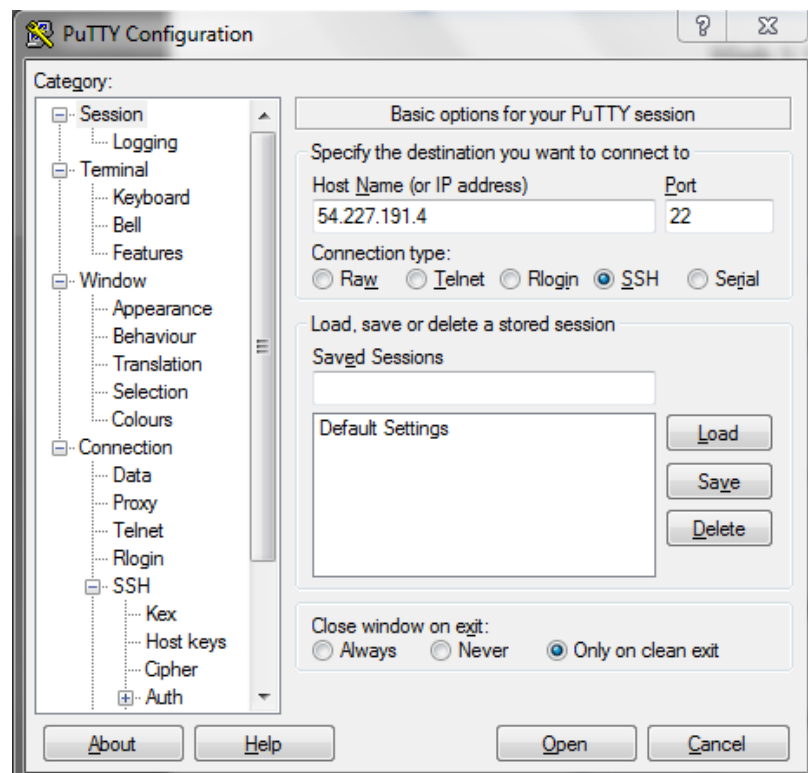 PuTTY Configuration
Category:
Session
Logging
Terminal
Keyboard
Bell
Features
Window
Appearance
Behaviour
Translation
Selection
Colours
Connection
Data
Proxy
Telnet
Rlogin
SSH
Kex
Host keys
Cipher
Auth
Basic options for your PuTTY session
Specify the destination you want to connect to
Host Name (or IP address) Port
54.227.191.4 22
Connection type:
Raw Telnet Rlogin SSH Serial
Load, save or delete a stored session
Saved Sessions
Default Settings
Load
Save
Delete
Close window on exit:
Always Never Only on clean exit
About Help Open Cancel